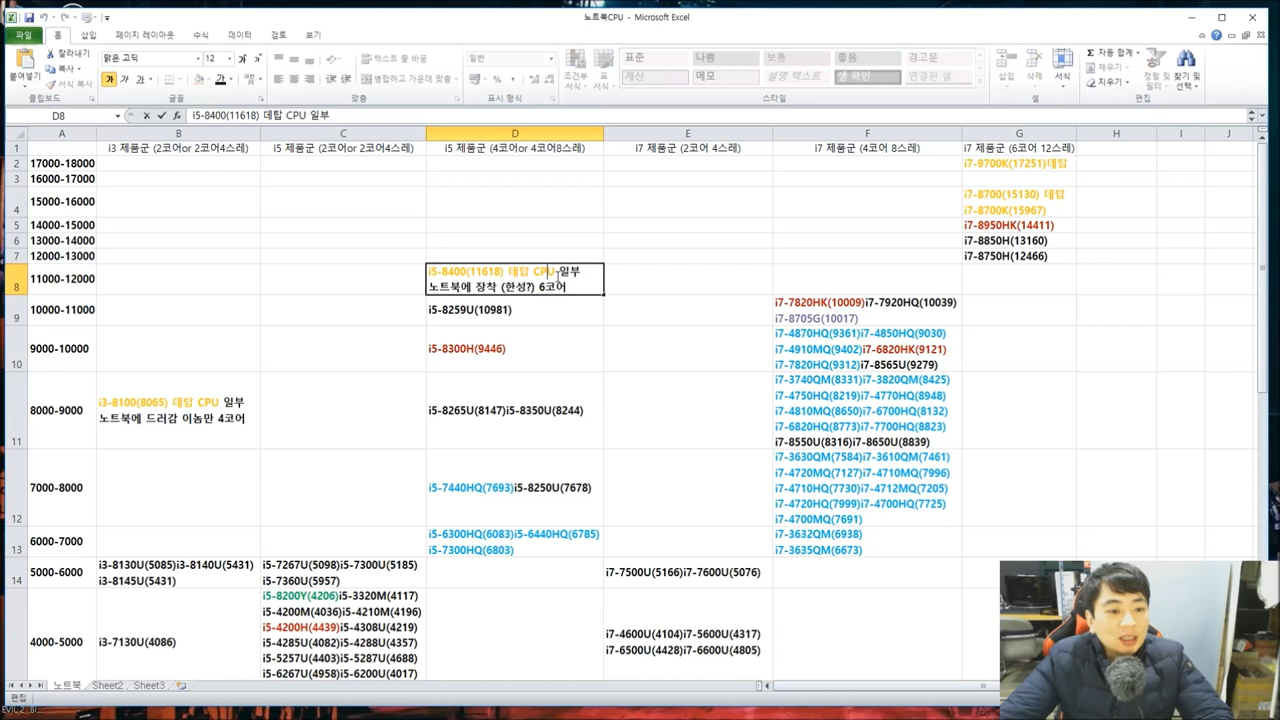 노트북CPU - Microsoft Excel
파일 홈 삽입 페이지 레이아웃 수식 데이터 검토 보기
잘라내기
복사
서식 복사
붙여넣기
클립보드
맑은 고딕 12
글꼴
텍스트 줄 바꿈
병합하고 가운데 맞춤
맞춤
일반
표시 형식
조건부 서식
표 서식
표준 나쁨 보통 좋음 경고문
계산 메모 설명 텍스트 셀 확인 연결된 셀
스타일
삽입 삭제 서식
셀
자동 합계
채우기
지우기
정렬 및 필터
찾기 및 선택
편집
D8 i5-8400(11618) 데탑 CPU 일부
A B C D E F G H I J
1 i3 제품군 (2코어or 2코어4스레) i5 제품군 (2코어or 2코어4스레) i5 제품군 (4코어or 4코어8스레) i7 제품군 (2코어 4스레) i7 제품군 (4코어 8스레) i7 제품군 (6코어 12스레)
2 17000-18000 i7-9700K(17251)데탑
3 16000-17000
4 15000-16000 i7-8700(15130) 데탑
i7-8700K(15967)
5 14000-15000 i7-8950HK(14411)
6 13000-14000 i7-8850H(13160)
7 12000-13000 i7-8750H(12466)
8 11000-12000 i5-8400(11618) 데탑 CPU 일부
노트북에 장착 (한성?) 6코어
9 10000-11000 i5-8259U(10981) i7-7820HK(10009)i7-7920HQ(10039)
i7-8705G(10017)
10 9000-10000 i5-8300H(9446) i7-4870HQ(9361)i7-4850HQ(9030)
i7-4910MQ(9402)i7-6820HK(9121)
i7-7820HQ(9312)i7-8565U(9279)
11 8000-9000 i3-8100(8065) 데탑 CPU 일부
노트북에 드러감 이놈만 4코어
i5-8265U(8147)i5-8350U(8244)
i7-3740QM(8331)i7-3820QM(8425)
i7-4750HQ(8219)i7-4770HQ(8948)
i7-4810MQ(8650)i7-6700HQ(8132)
i7-6820HQ(8773)i7-7700HQ(8823)
i7-8550U(8316)i7-8650U(8839)
12 7000-8000 i5-7440HQ(7693)i5-8250U(7678)
i7-3630QM(7584)i7-3610QM(7461)
i7-4720MQ(7127)i7-4710MQ(7996)
i7-4710HQ(7730)i7-4712MQ(7205)
i7-4720HQ(7999)i7-4700HQ(7725)
i7-4700MQ(7691)
13 6000-7000 i5-6300HQ(6083)i5-6440HQ(6785)
i5-7300HQ(6803)
i7-3632QM(6938)
i7-3635QM(6673)
14 5000-6000 i3-8130U(5085)i3-8140U(5431)
i3-8145U(5431)
i5-7267U(5098)i5-7300U(5185)
i5-7360U(5957)
i7-7500U(5166)i7-7600U(5076)
4000-5000 i3-7130U(4086)
i5-8200Y(4206)i5-3320M(4117)
i5-4200M(4036)i5-4210M(4196)
i5-4200H(4439)i5-4308U(4219)
i5-4285U(4082)i5-4288U(4357)
i5-5257U(4403)i5-5287U(4688)
i5-6267U(4958)i5-6200U(4017)
i7-4600U(4104)i7-5600U(4317)
i7-6500U(4428)i7-6600U(4805)
노트북 Sheet2 Sheet3
편집